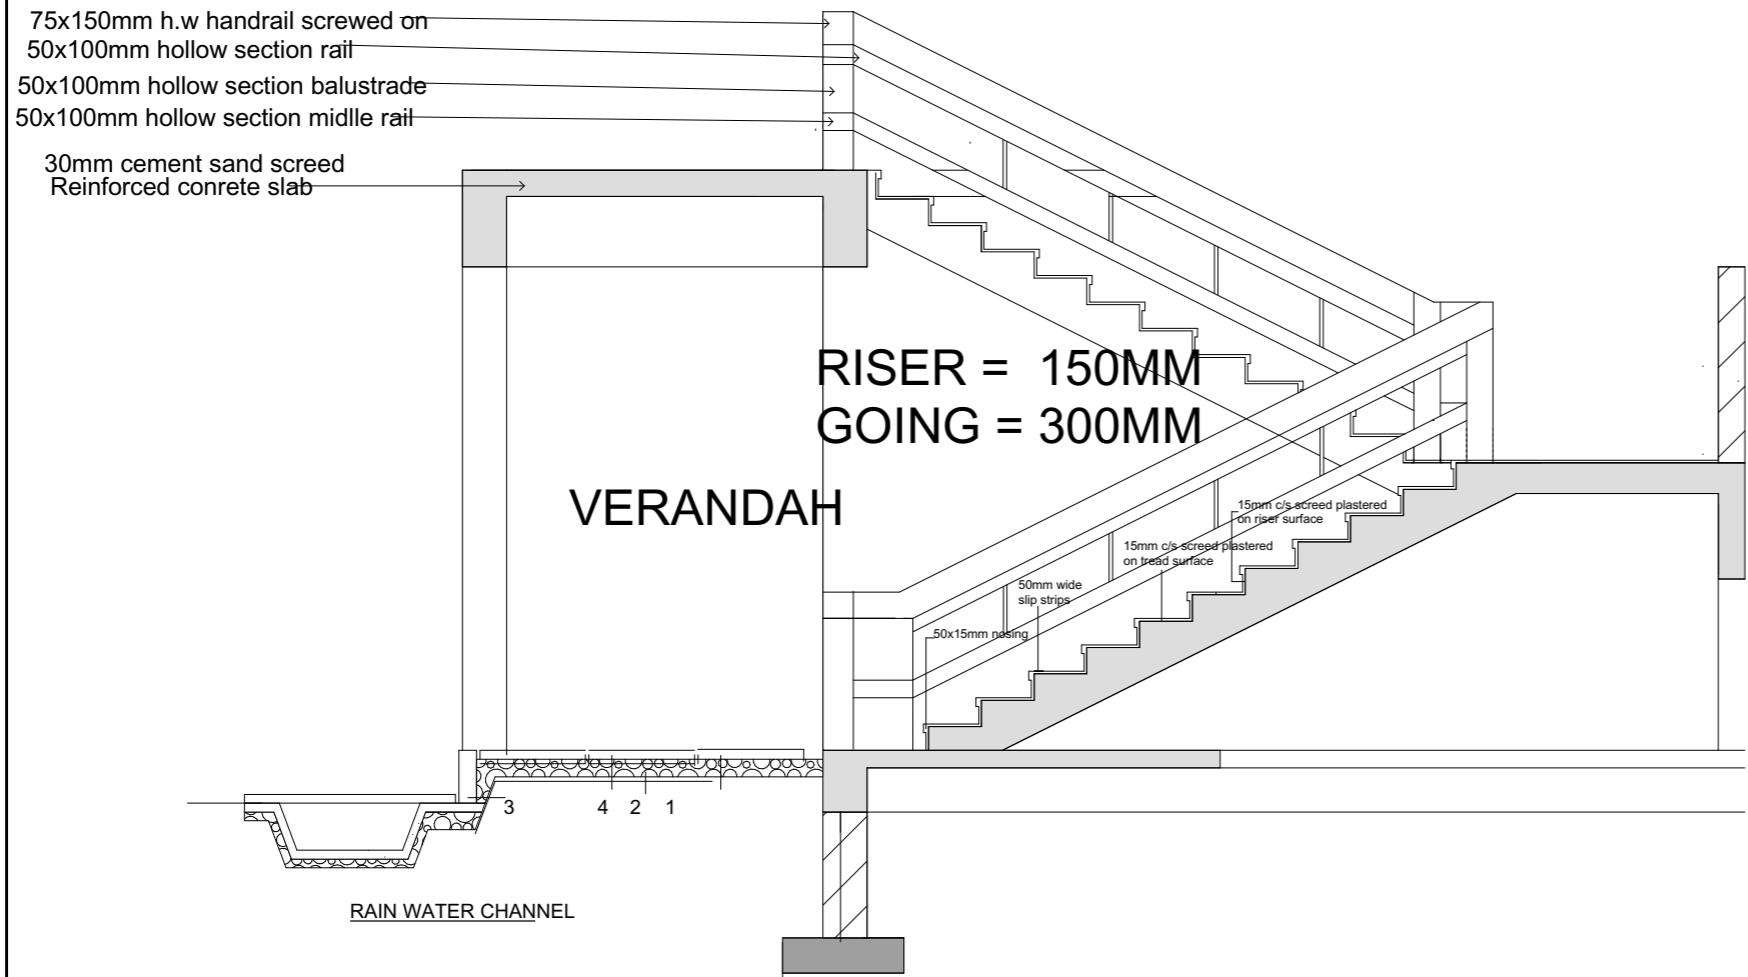 75x150mm h.w handrail screwed on
50x100mm hollow section rail
50x100mm hollow section balustrade
50x100mm hollow section midlle rail
30mm cement sand screed
Reinforced conrete slab
RISER = 150MM
GOING = 300MM
VERANDAH
15mm c/s screed plastered
on riser surface
15mm c/s screed plastered
on tread surface
50mm wide
slip strips
50x15mm nosing
3 4 2 1
RAIN WATER CHANNEL